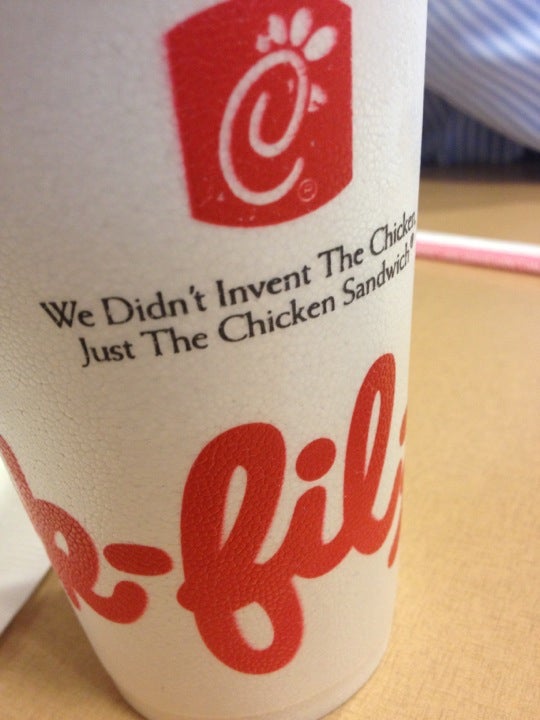 C®
We Didn't Invent The Chicken,
Just The Chicken Sandwich®
k-fil